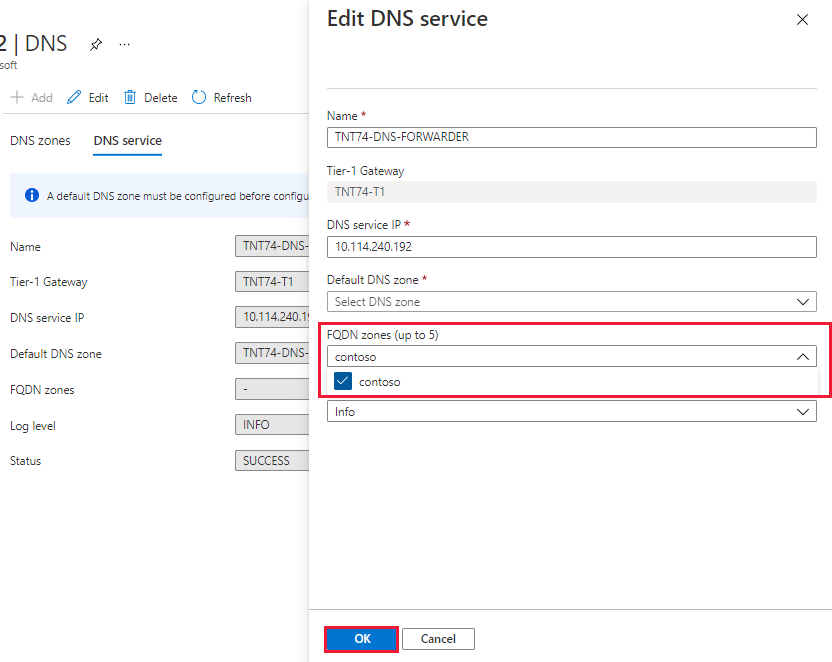 2 | DNS
soft
Add
Edit
Delete
Refresh
DNS zones
DNS service
A default DNS zone must be configured before configu
Name
TNT74-DNS-
Tier-1 Gateway
TNT74-T1
DNS service IP
10.114.240.19
Default DNS zone
TNT74-DNS-
FQDN zones
-
Log level
INFO
Status
SUCCESS
Edit DNS service
Name *
TNT74-DNS-FORWARDER
Tier-1 Gateway
TNT74-T1
DNS service IP *
10.114.240.192
Default DNS zone *
Select DNS zone
FQDN zones (up to 5)
contoso
contoso
Info
OK
Cancel